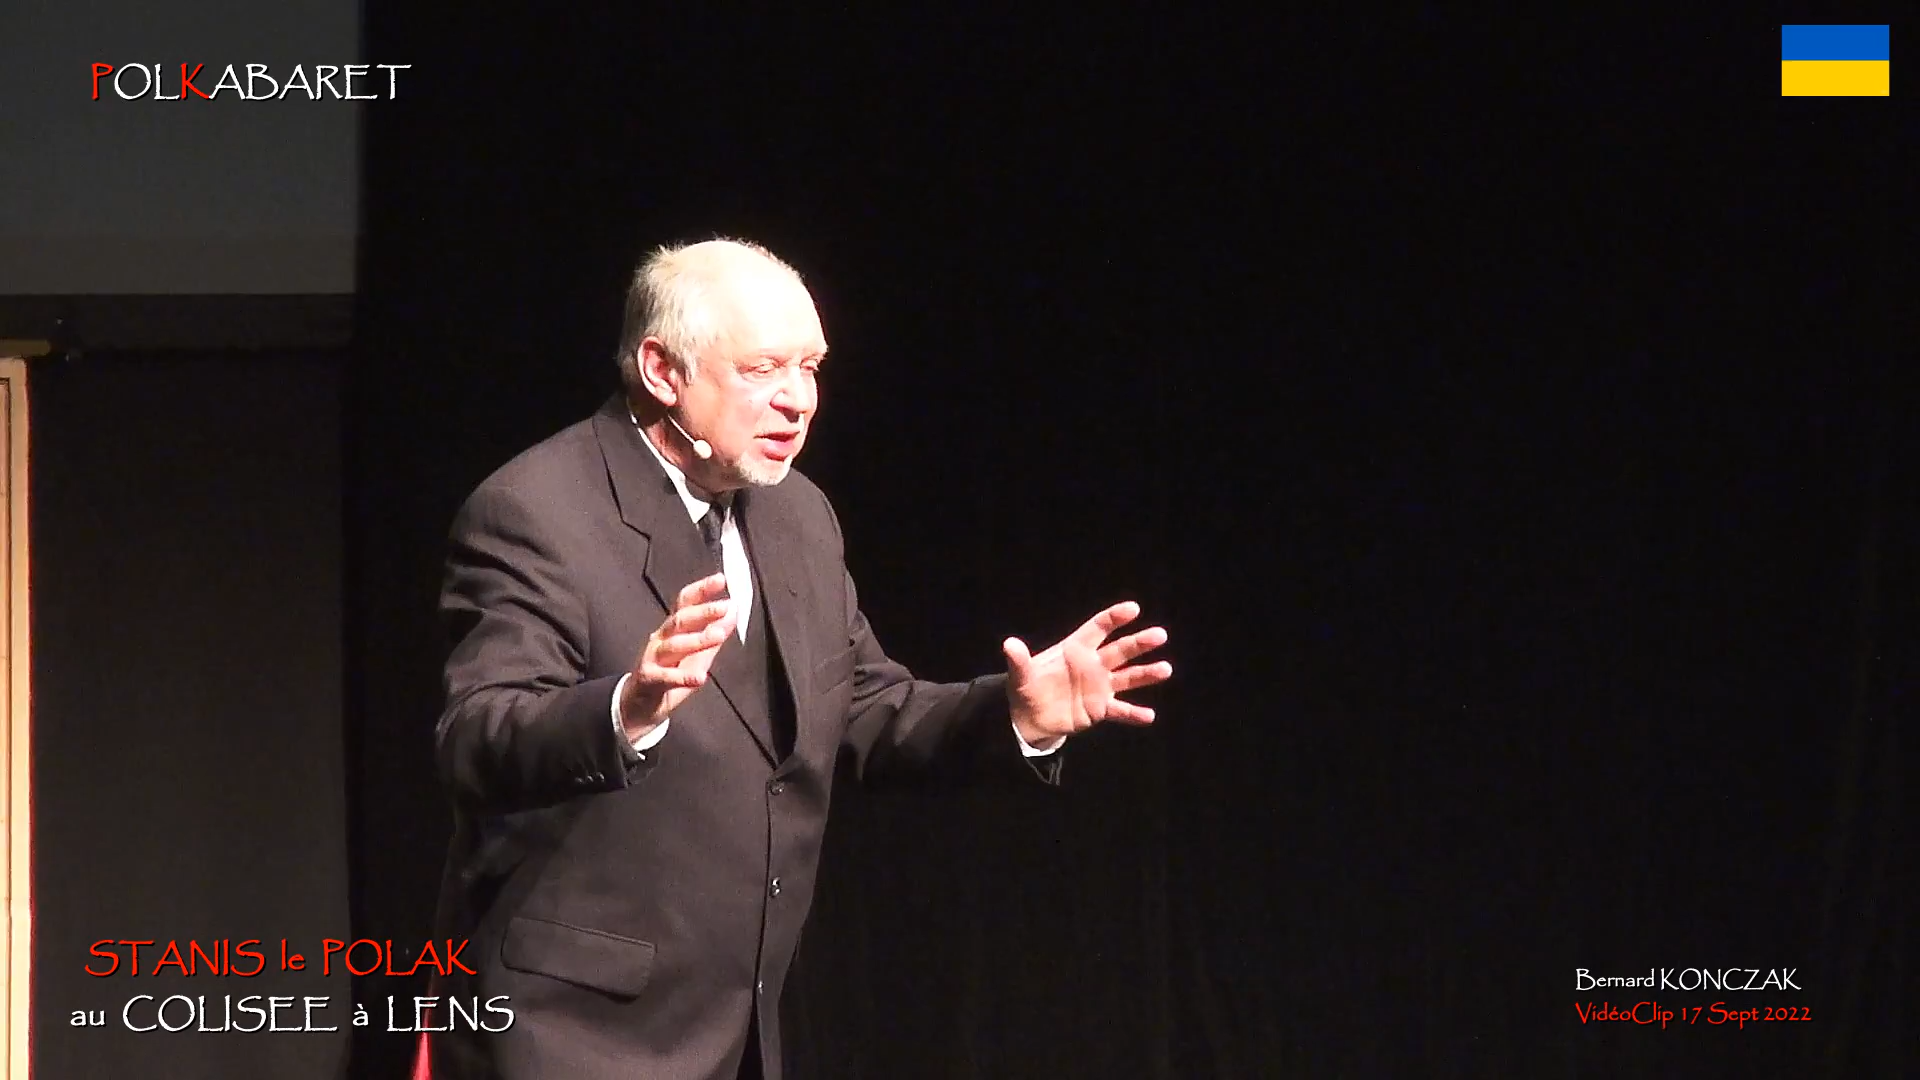 POLKABARET
STANIS le POLAK
au COLISEE à LENS
Bernard KONCZAK
VidéoClip 17 Sept 2022